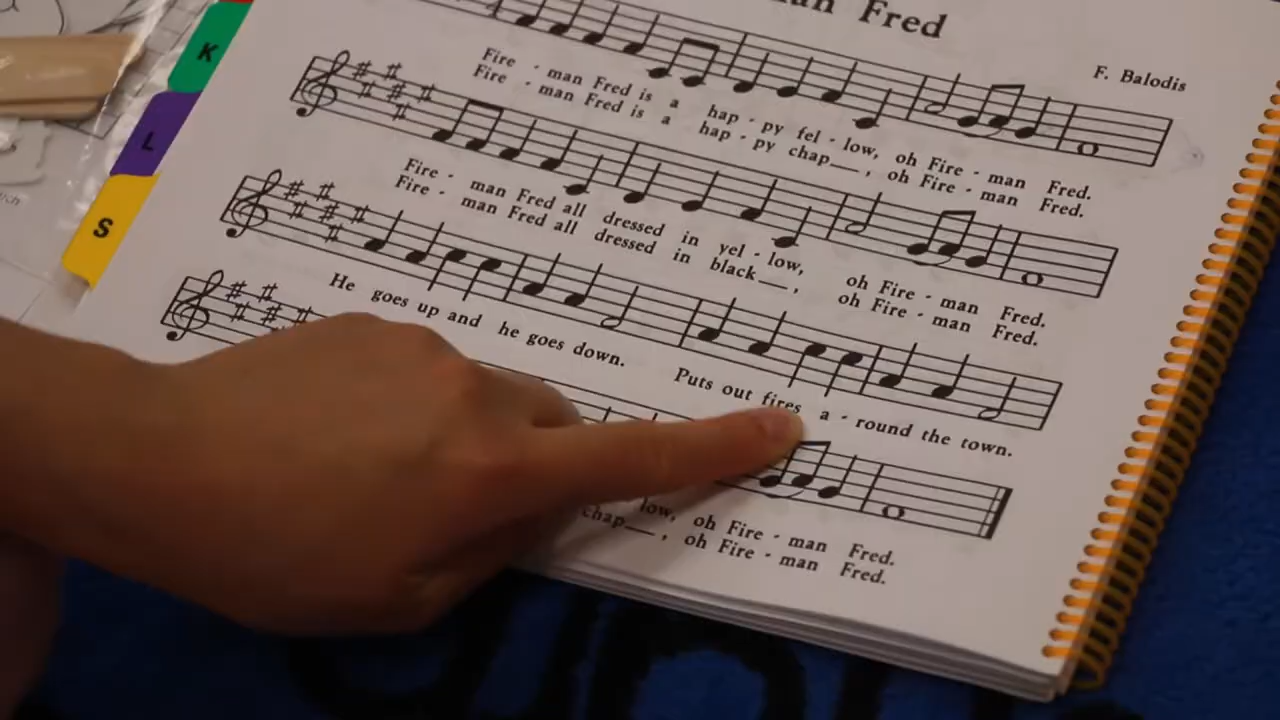 Fred
F. Balodis
K
L
S
Fire - man Fred is a hap - py fel - low, oh Fire - man Fred.
Fire - man Fred is a hap - py chap__, oh Fire - man Fred.
Fire - man Fred all dressed in yel - low, oh Fire - man Fred.
Fire - man Fred all dressed in black__, oh Fire - man Fred.
He goes up and he goes down. Puts out fires a - round the town.
low, oh Fire - man Fred.
chap__, oh Fire - man Fred.